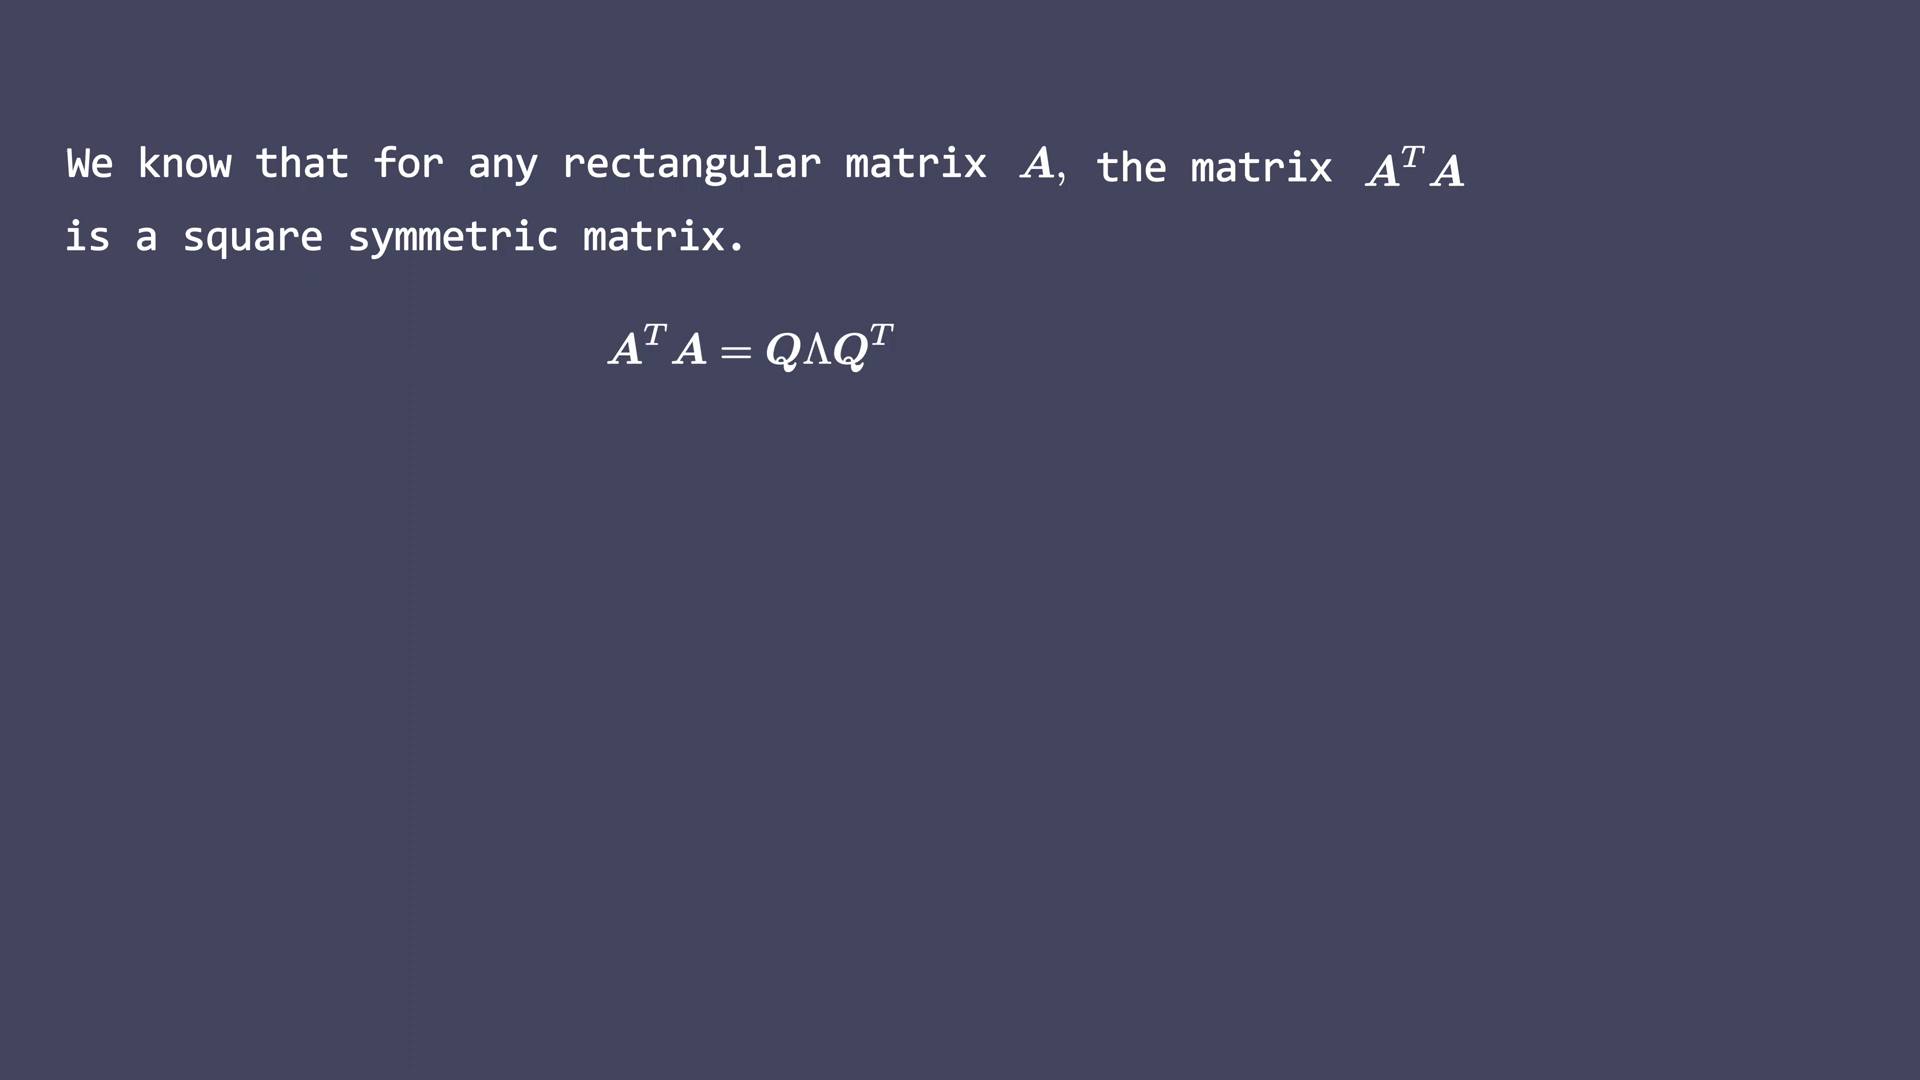 We know that for any rectangular matrix A, the matrix AᵀA
is a square symmetric matrix.
AᵀA = QΛQᵀ